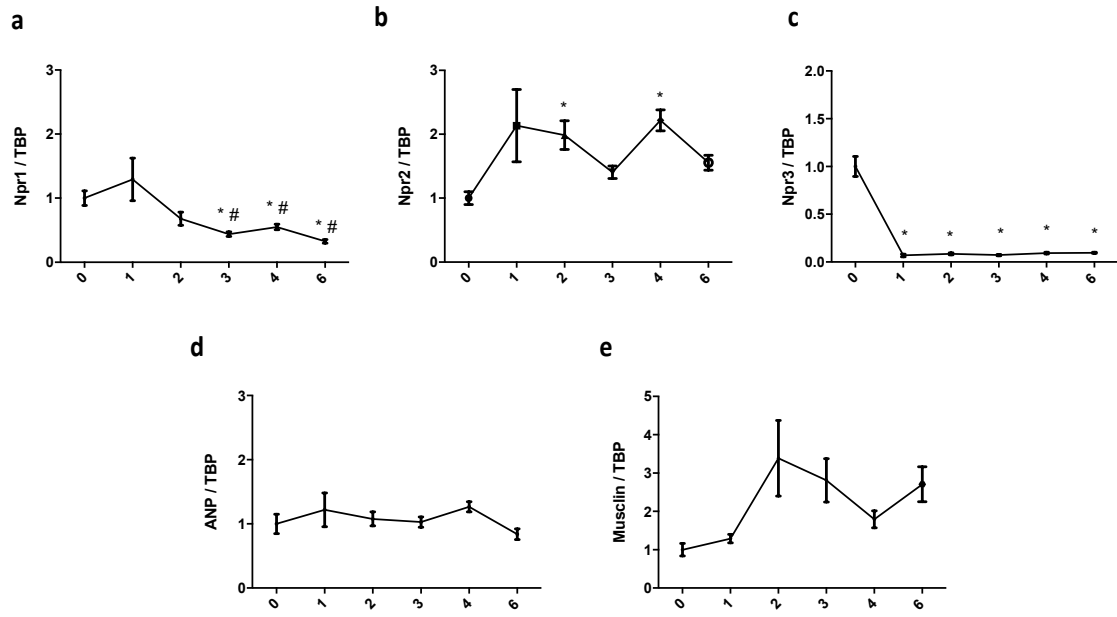 a
Npr1 / TBP
3
2
1
0
* # * # * #
0 1 2 3 4 6
b
Npr2 / TBP
3
2
1
0
* *
0 1 2 3 4 6
c
Npr3 / TBP
2.0
1.5
1.0
0.5
0.0
* * * * *
0 1 2 3 4 6
d
ANP / TBP
3
2
1
0
0 1 2 3 4 6
e
Musclin / TBP
5
4
3
2
1
0
0 1 2 3 4 6